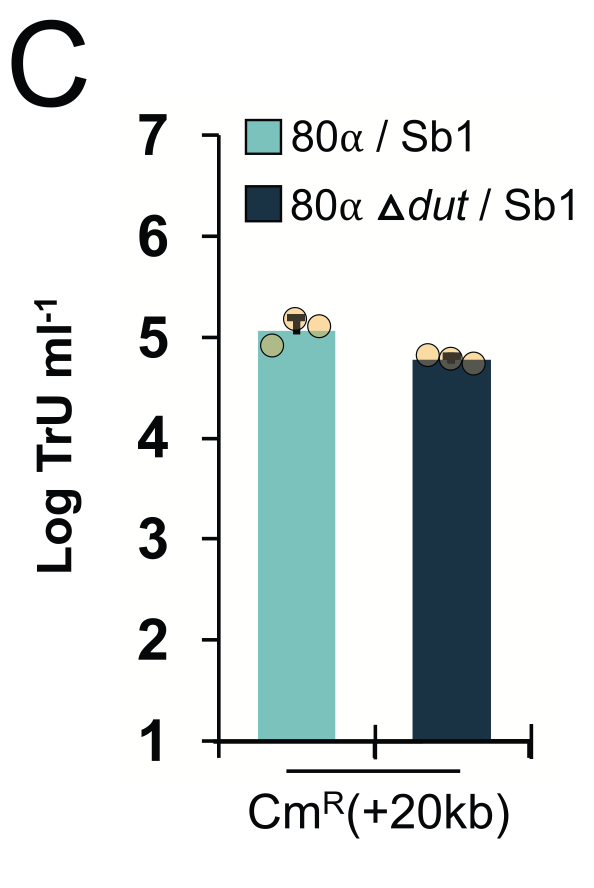 C
7
80α / Sb1
80α Δdut / Sb1
6
5
4
3
2
1
Log TrU ml⁻¹
Cmᴿ(+20kb)